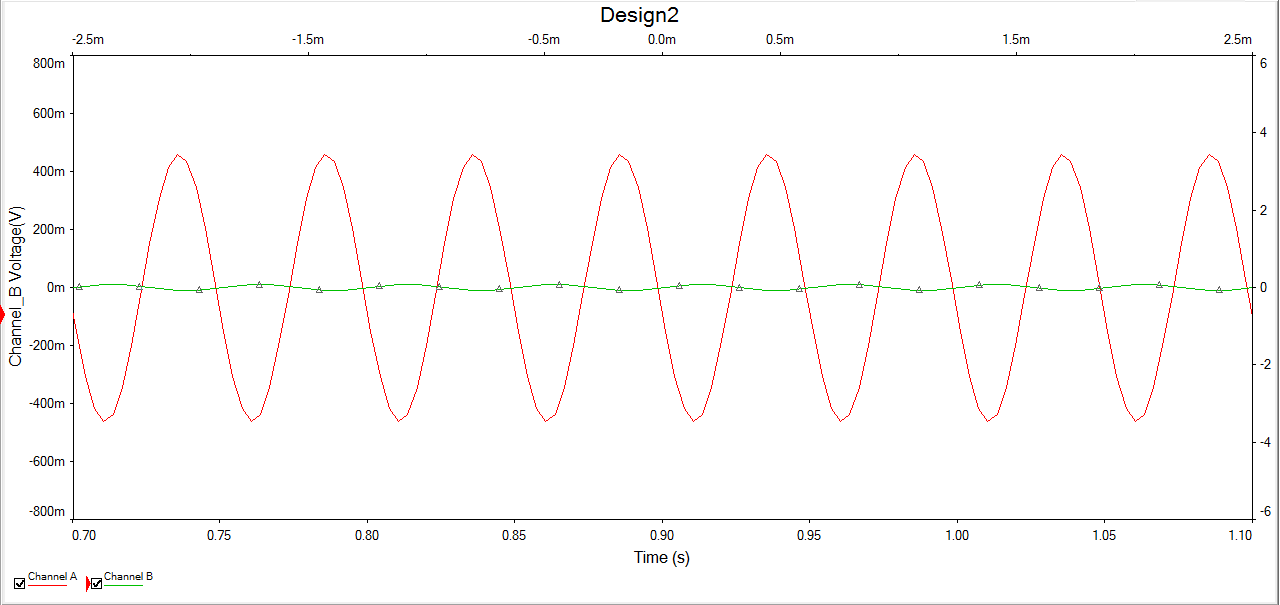 Design2
-2.5m -1.5m -0.5m 0.0m 0.5m 1.5m 2.5m
800m 6
600m
4
400m
200m 2
0m 0
-200m
-2
-400m
-4
-600m
-800m -6
Channel_B Voltage(V)
0.70 0.75 0.80 0.85 0.90 0.95 1.00 1.05 1.10
Time (s)
Channel A Channel B